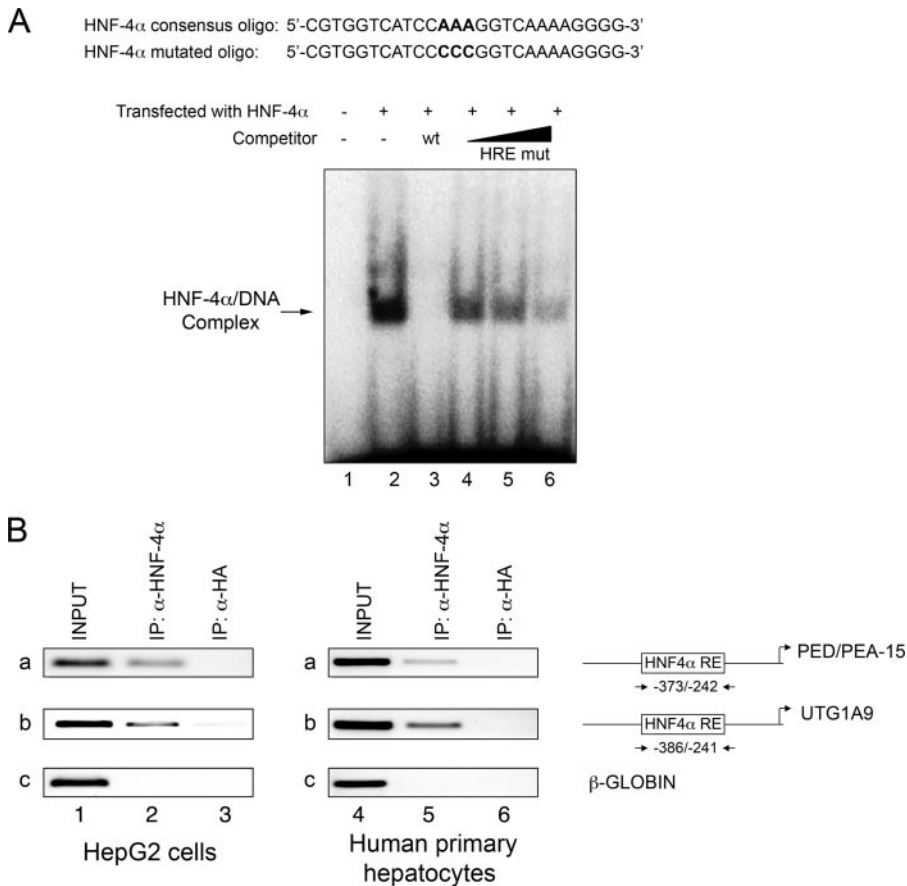 A
HNF-4α consensus oligo: 5'-CGTGGTCATCCAAAGGTCAAAAGGGG-3'
HNF-4α mutated oligo: 5'-CGTGGTCATCCCCCGGTCAAAAGGGG-3'
Transfected with HNF-4α - + + + + +
Competitor - - wt
HRE mut
HNF-4α/DNA
Complex
1 2 3 4 5 6
B
INPUT IP: α-HNF-4α IP: α-HA INPUT IP: α-HNF-4α IP: α-HA
a a HNF4α RE PED/PEA-15
-373/-242
b b HNF4α RE UTG1A9
-386/-241
c c β-GLOBIN
1 2 3 4 5 6
HepG2 cells
Human primary
hepatocytes